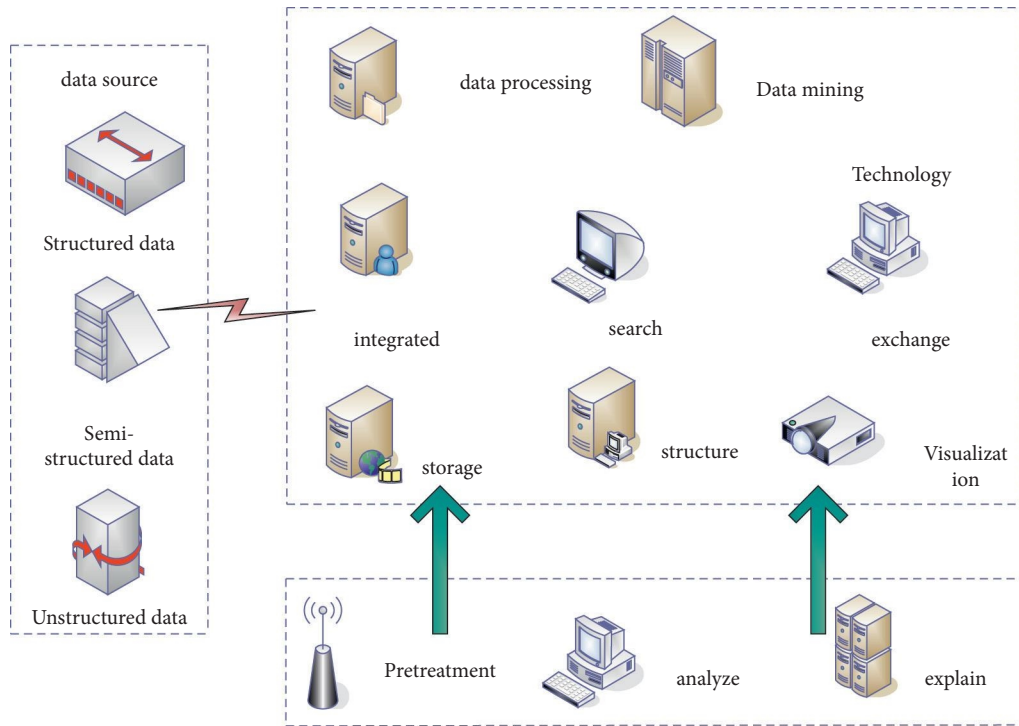 data source
Structured data
Semi-
structured data
Unstructured data
data processing
Data mining
Technology
integrated
search
exchange
storage
structure
Visualizat
ion
Pretreatment
analyze
explain